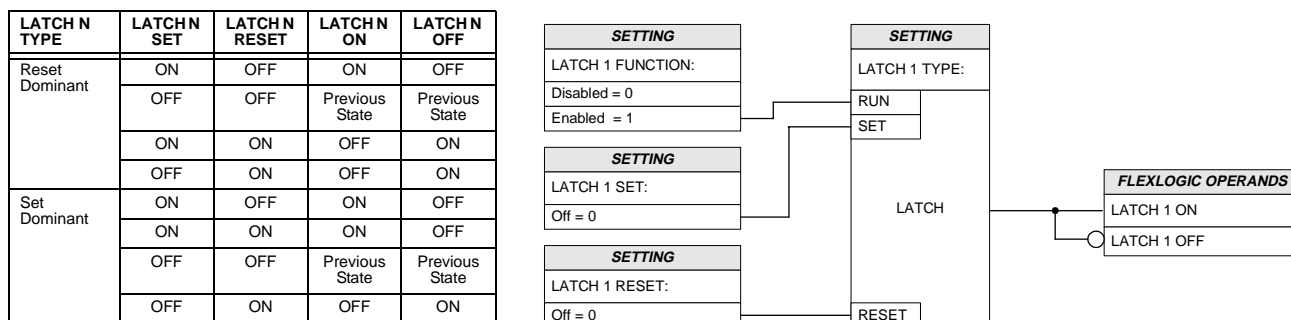 LATCH N TYPE LATCH N SET LATCH N RESET LATCH N ON LATCH N OFF
Reset Dominant ON OFF ON OFF
OFF OFF Previous State Previous State
ON ON OFF ON
OFF ON OFF ON
Set Dominant ON OFF ON OFF
ON ON ON OFF
OFF OFF Previous State Previous State
OFF ON OFF ON
SETTING
LATCH 1 FUNCTION:
Disabled = 0
Enabled = 1
SETTING
LATCH 1 SET:
Off = 0
SETTING
LATCH 1 RESET:
Off = 0
SETTING
LATCH 1 TYPE:
RUN
SET
LATCH
RESET
FLEXLOGIC OPERANDS
LATCH 1 ON
LATCH 1 OFF